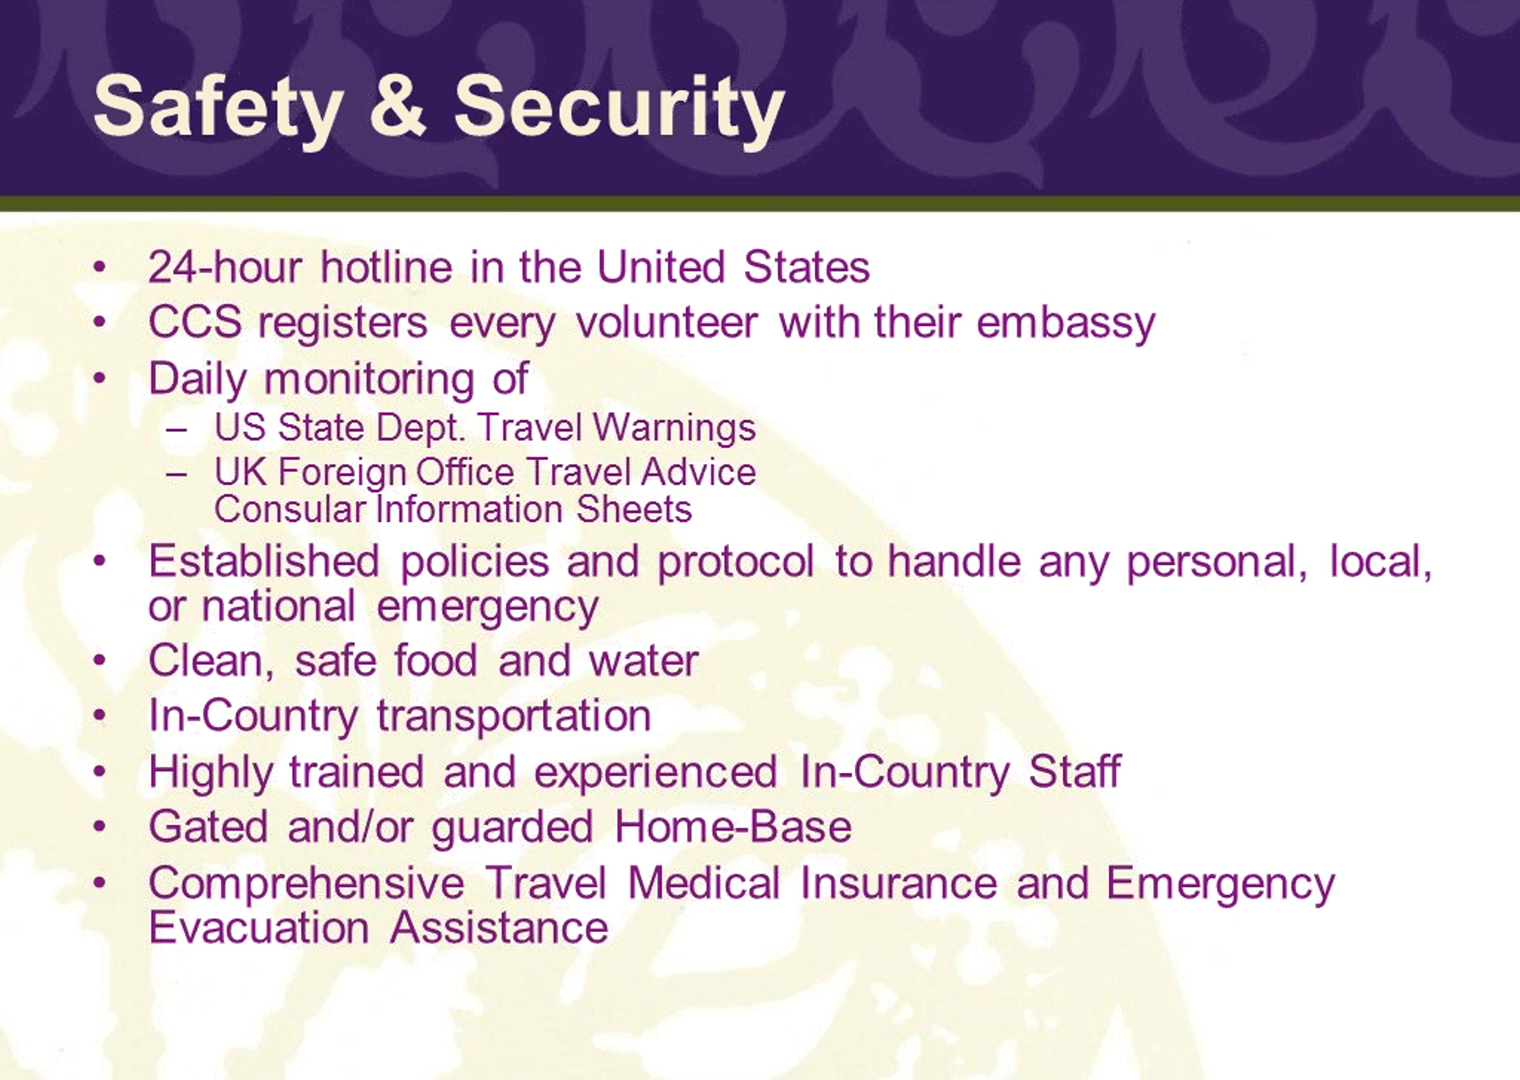 Safety & Security
• 24-hour hotline in the United States
• CCS registers every volunteer with their embassy
• Daily monitoring of
– US State Dept. Travel Warnings
– UK Foreign Office Travel Advice
Consular Information Sheets
• Established policies and protocol to handle any personal, local,
or national emergency
• Clean, safe food and water
• In-Country transportation
• Highly trained and experienced In-Country Staff
• Gated and/or guarded Home-Base
• Comprehensive Travel Medical Insurance and Emergency
Evacuation Assistance